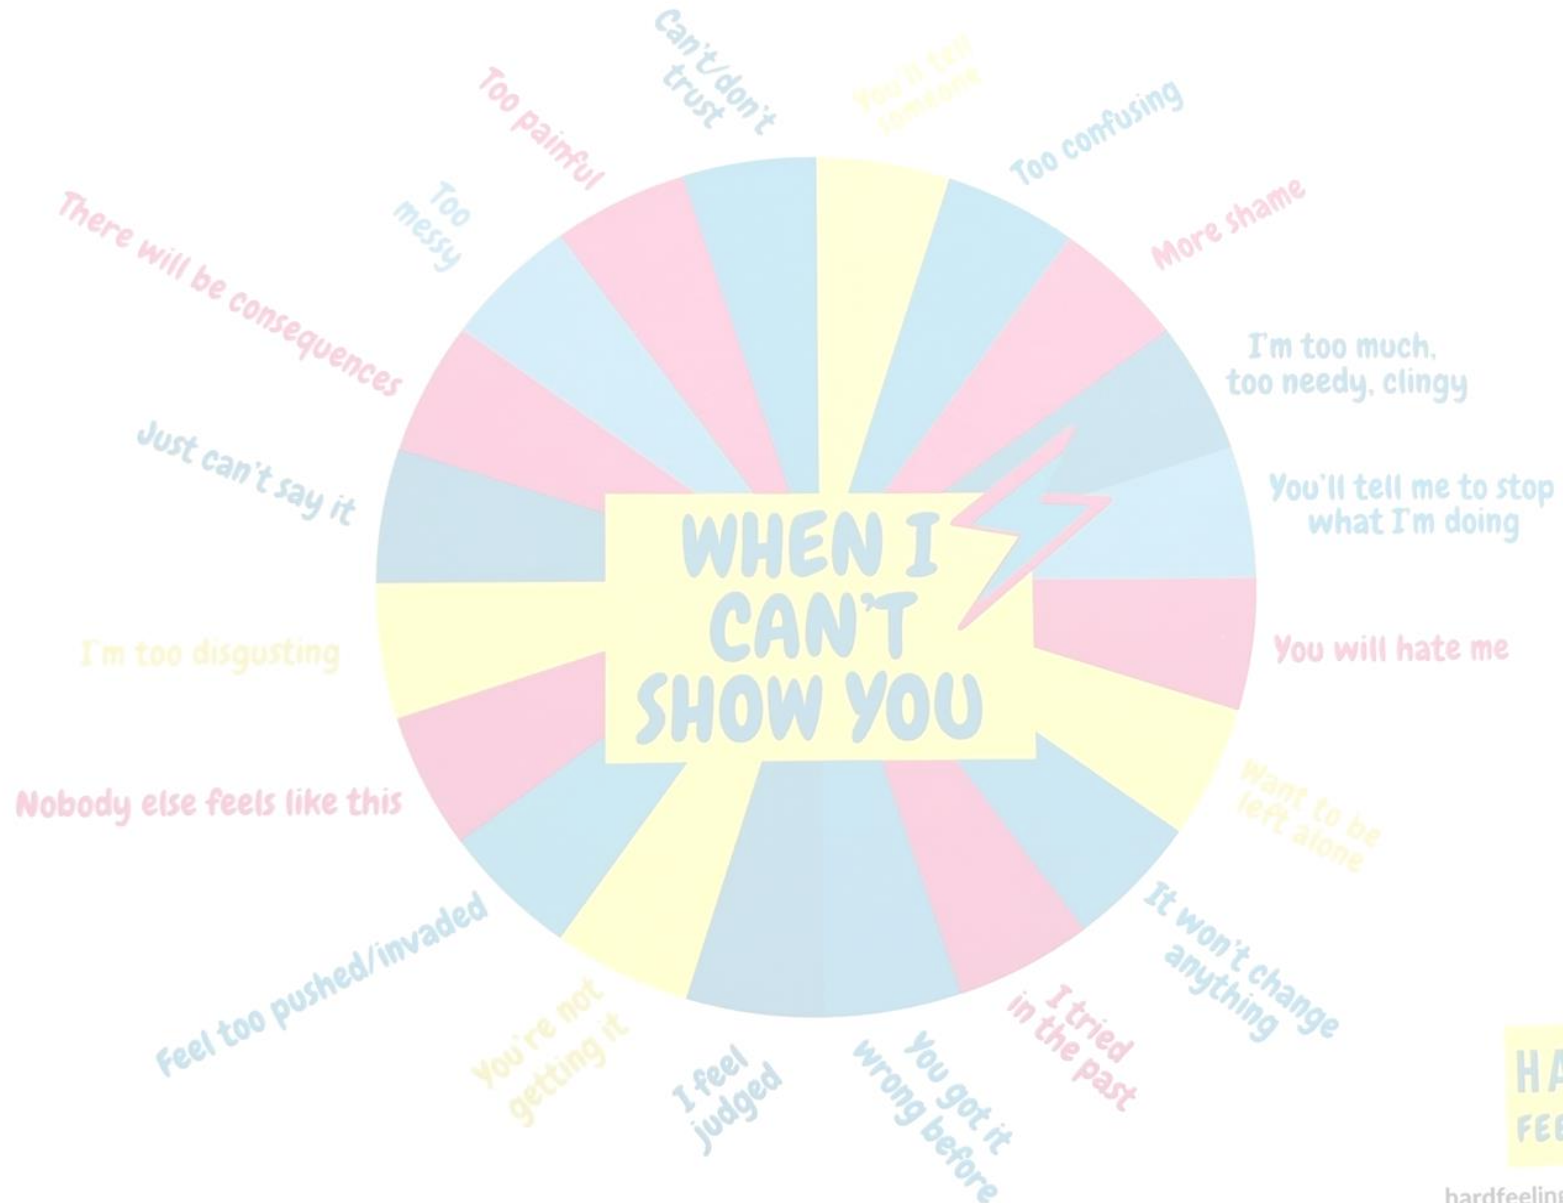 Can't/don't
trust
You'll tell
someone
Too confusing
More shame
I'm too much,
too needy, clingy
You'll tell me to stop
what I'm doing
You will hate me
Want to be
left alone
It won't change
anything
I tried
in the past
You got it
wrong before
I feel
judged
You're not
getting it
Feel too pushed/invaded
Nobody else feels like this
I'm too disgusting
Just can't say it
There will be consequences
Too
messy
Too painful
WHEN I
CAN'T
SHOW YOU
HA
FEE
hardfeeling